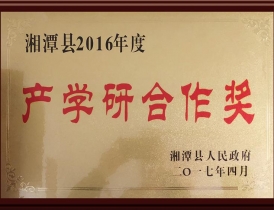 湘潭县2016年度
产学研合作奖
湘潭县人民政府
二〇一七年四月